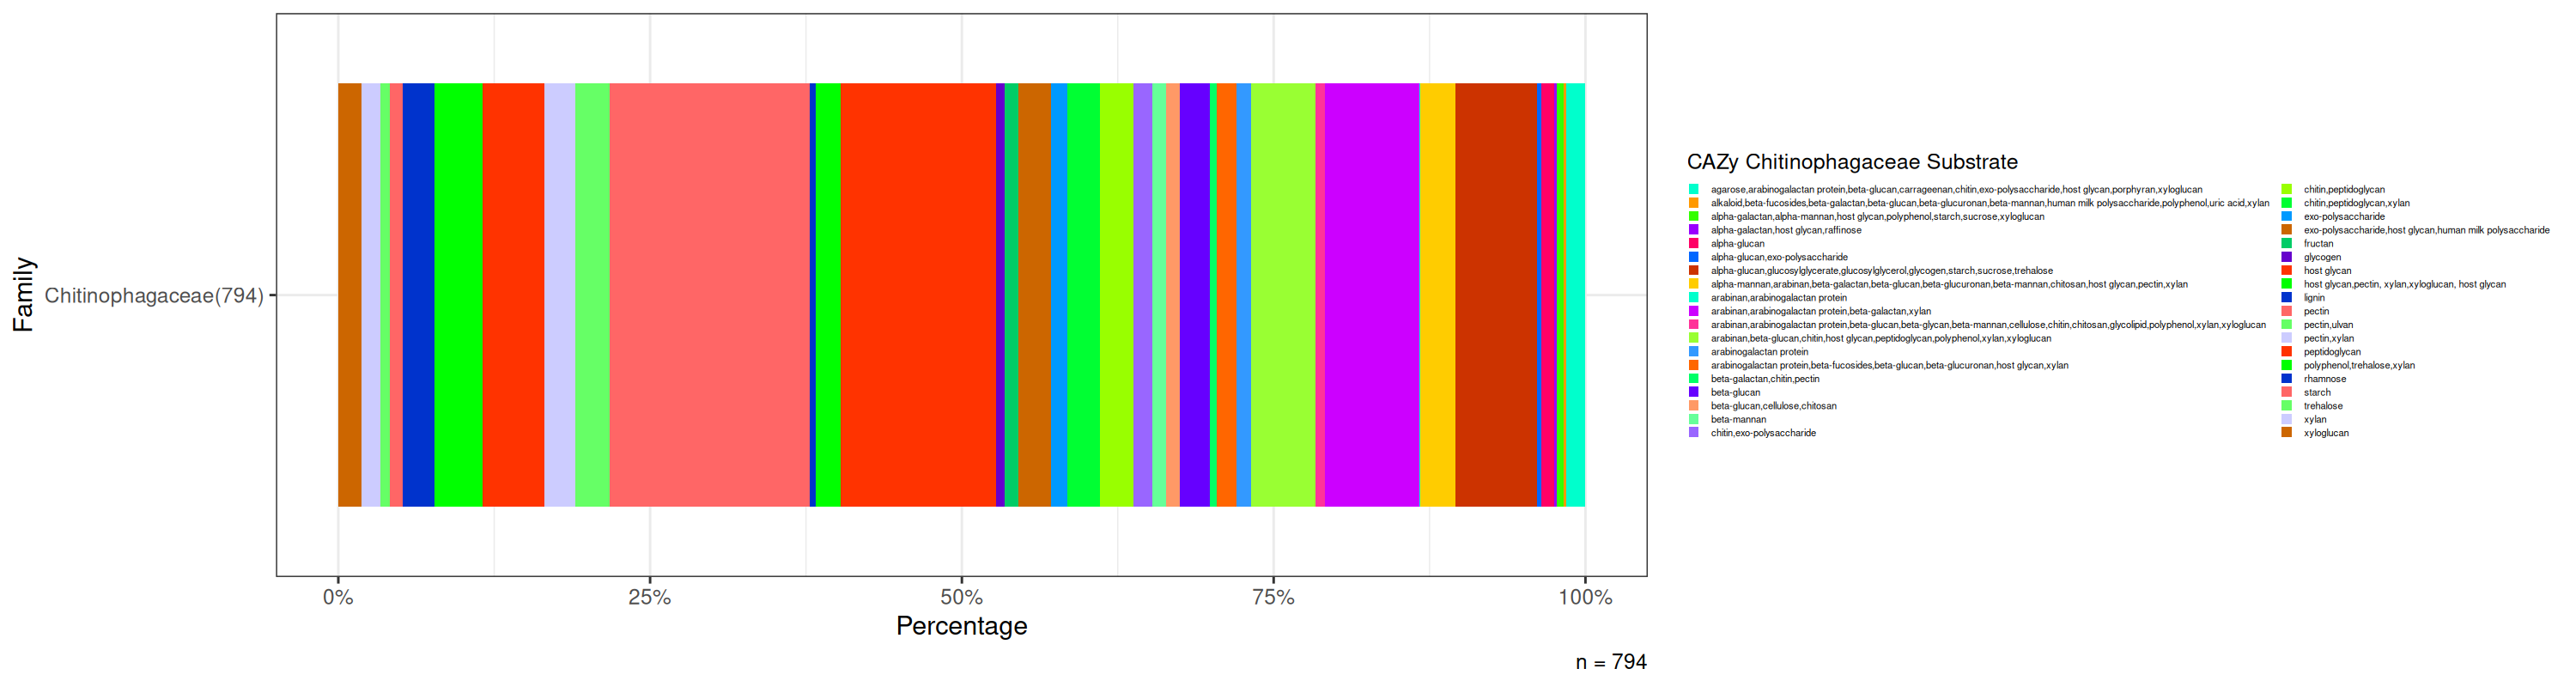 Family
Chitinophagaceae(794)
0%
25%
50%
75%
100%
Percentage
n = 794
CAZy Chitinophagaceae Substrate
agarose,arabinogalactan protein,beta-glucan,carrageenan,chitin,exo-polysaccharide,host glycan,porphyran,xyloglucan
alkaloid,beta-fucosides,beta-galactan,beta-glucan,beta-glucuronan,beta-mannan,human milk polysaccharide,polyphenol,uric acid,xylan
alpha-galactan,alpha-mannan,host glycan,polyphenol,starch,sucrose,xyloglucan
alpha-galactan,host glycan,raffinose
alpha-glucan
alpha-glucan,exo-polysaccharide
alpha-glucan,glucosylglycerate,glucosylglycerol,glycogen,starch,sucrose,trehalose
alpha-mannan,arabinan,beta-galactan,beta-glucan,beta-glucuronan,beta-mannan,chitosan,host glycan,pectin,xylan
arabinan,arabinogalactan protein
arabinan,arabinogalactan protein,beta-galactan,xylan
arabinan,arabinogalactan protein,beta-glucan,beta-glycan,beta-mannan,cellulose,chitin,chitosan,glycolipid,polyphenol,xylan,xyloglucan
arabinan,beta-glucan,chitin,host glycan,peptidoglycan,polyphenol,xylan,xyloglucan
arabinogalactan protein
arabinogalactan protein,beta-fucosides,beta-glucan,beta-glucuronan,host glycan,xylan
beta-galactan,chitin,pectin
beta-glucan
beta-glucan,cellulose,chitosan
beta-mannan
chitin,exo-polysaccharide
chitin,peptidoglycan
chitin,peptidoglycan,xylan
exo-polysaccharide
exo-polysaccharide,host glycan,human milk polysaccharide
fructan
glycogen
host glycan
host glycan,pectin, xylan,xyloglucan, host glycan
lignin
pectin
pectin,ulvan
pectin,xylan
peptidoglycan
polyphenol,trehalose,xylan
rhamnose
starch
trehalose
xylan
xyloglucan